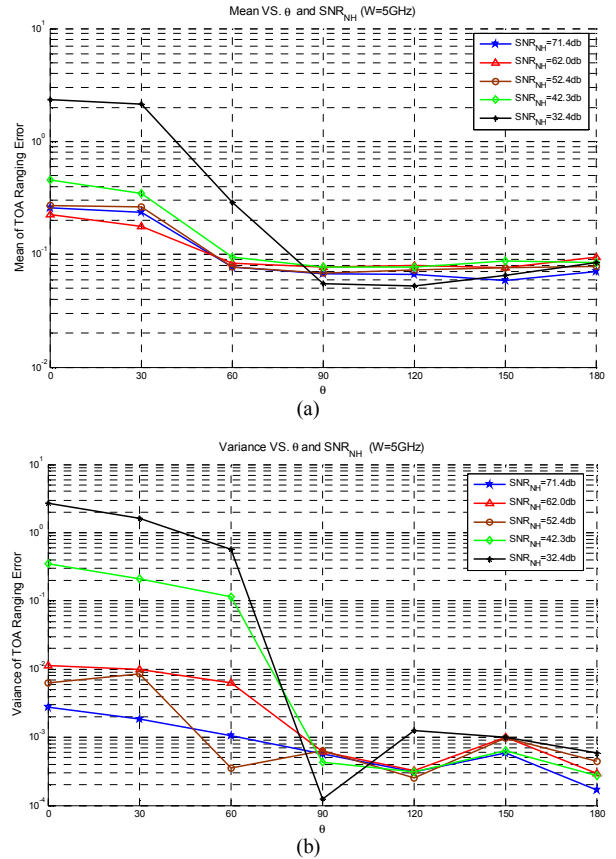 Mean VS. θ and SNR_NH (W=5GHz)
10^1
10^0
10^-1
10^-2
Mean of TOA Ranging Error
SNR_NH=71.4db
SNR_NH=62.0db
SNR_NH=52.4db
SNR_NH=42.3db
SNR_NH=32.4db
0 30 60 90 120 150 180
θ
(a)
Variance VS. θ and SNR_NH (W=5GHz)
10^1
10^0
10^-1
10^-2
10^-3
10^-4
Vaiance of TOA Ranging Error
SNR_NH=71.4db
SNR_NH=62.0db
SNR_NH=52.4db
SNR_NH=42.3db
SNR_NH=32.4db
0 30 60 90 120 150 180
θ
(b)